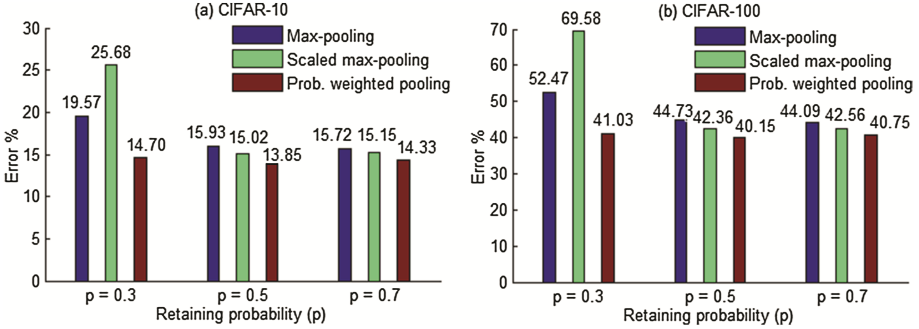 (a) CIFAR-10
Error %
30
25
20
15
10
5
0
Max-pooling
Scaled max-pooling
Prob. weighted pooling
19.57
25.68
14.70
15.93
15.02
13.85
15.72
15.15
14.33
p = 0.3
p = 0.5
p = 0.7
Retaining probability (p)
(b) CIFAR-100
Error %
70
60
50
40
30
20
10
0
Max-pooling
Scaled max-pooling
Prob. weighted pooling
52.47
69.58
41.03
44.73
42.36
40.15
44.09
42.56
40.75
p = 0.3
p = 0.5
p = 0.7
Retaining probability (p)